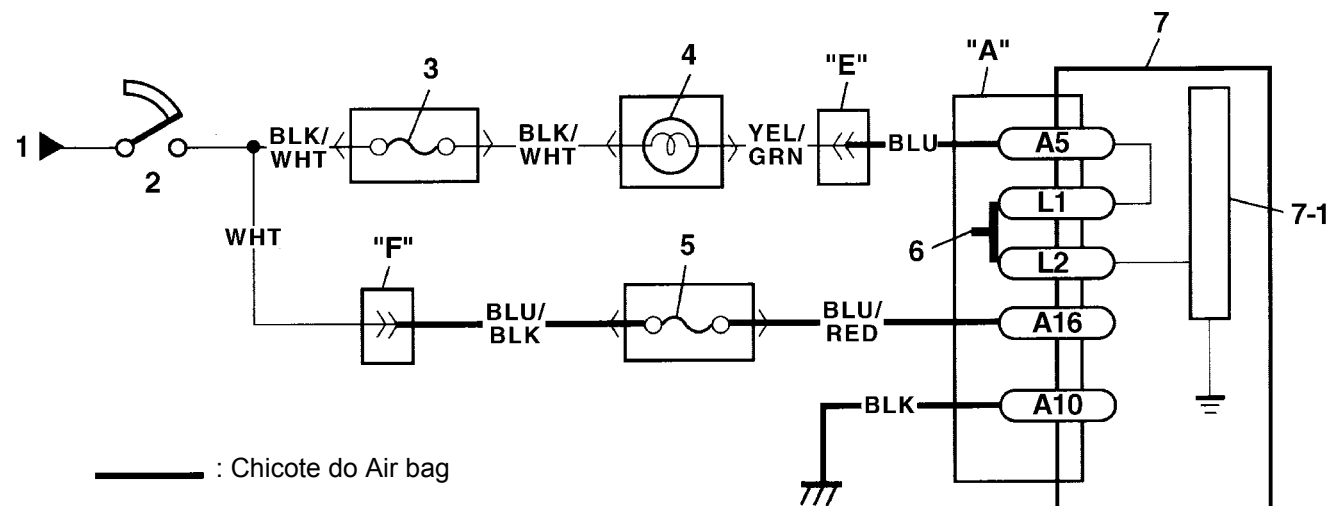 7
"A"
4
"E"
3
BLK/
WHT
BLK/
WHT
YEL/
GRN
BLU
A5
1
2
L1
7-1
WHT
"F"
5
6
L2
BLU/
BLK
BLU/
RED
A16
BLK
A10
: Chicote do Air bag